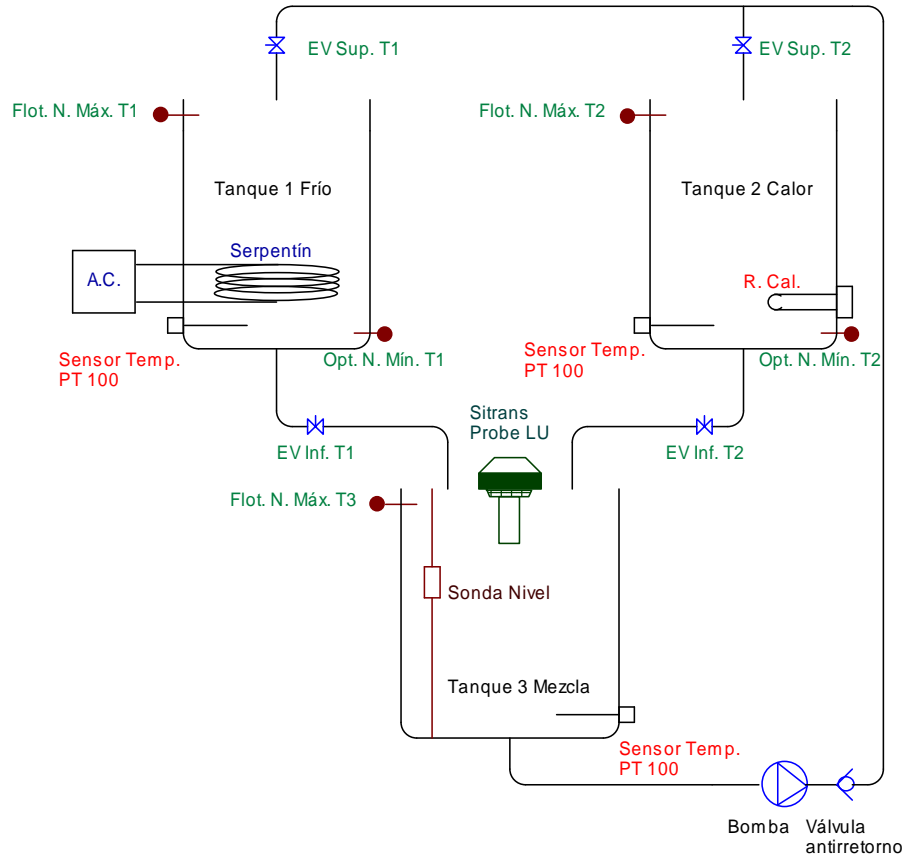 EV Sup. T1
EV Sup. T2
Flot. N. Máx. T1
Flot. N. Máx. T2
Tanque 1 Frío
Tanque 2 Calor
Serpentín
A.C.
R. Cal.
Sensor Temp.
PT 100
Opt. N. Mín. T1
Sensor Temp.
PT 100
Opt. N. Mín. T2
Sitrans
Probe LU
EV Inf. T1
EV Inf. T2
Flot. N. Máx. T3
Sonda Nivel
Tanque 3 Mezcla
Sensor Temp.
PT 100
Bomba
Válvula
antirretorno